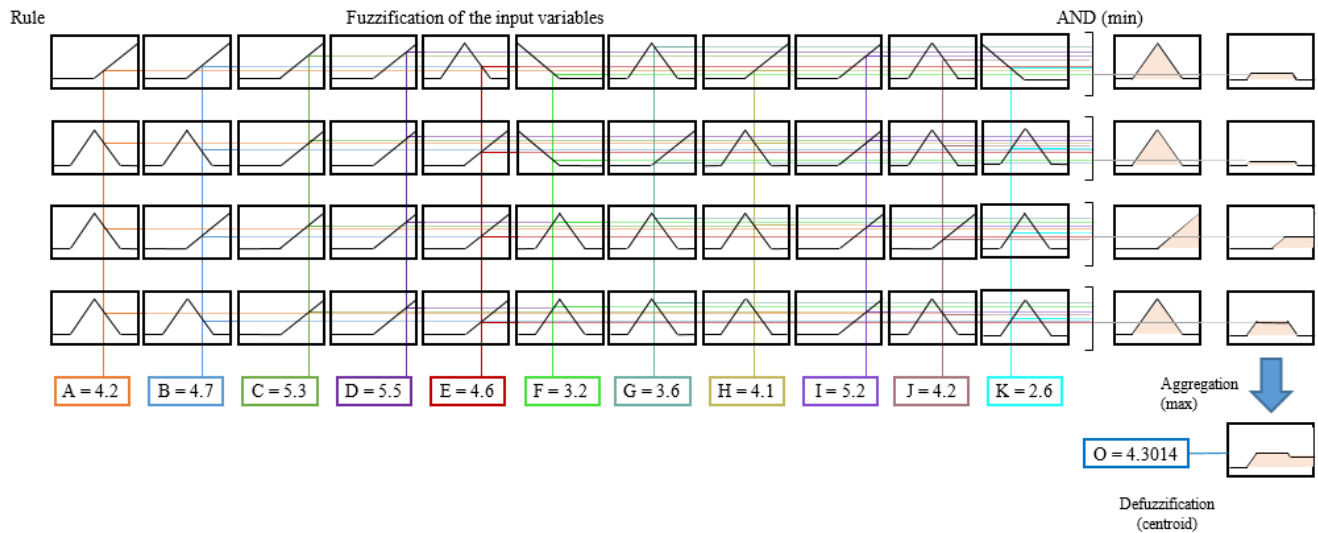 Rule Fuzzification of the input variables AND (min)
A = 4.2 B = 4.7 C = 5.3 D = 5.5 E = 4.6 F = 3.2 G = 3.6 H = 4.1 I = 5.2 J = 4.2 K = 2.6
Aggregation
(max)
O = 4.3014
Defuzzification
(centroid)